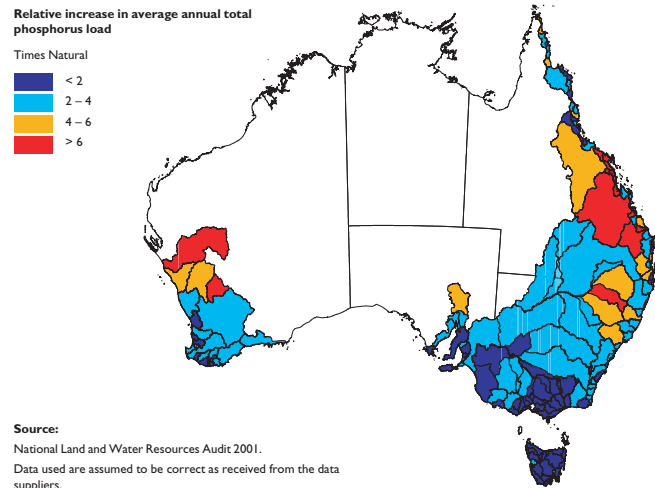 Relative increase in average annual total
phosphorus load
Times Natural
< 2
2 – 4
4 – 6
> 6
Source:
National Land and Water Resources Audit 2001.
Data used are assumed to be correct as received from the data
suppliers.